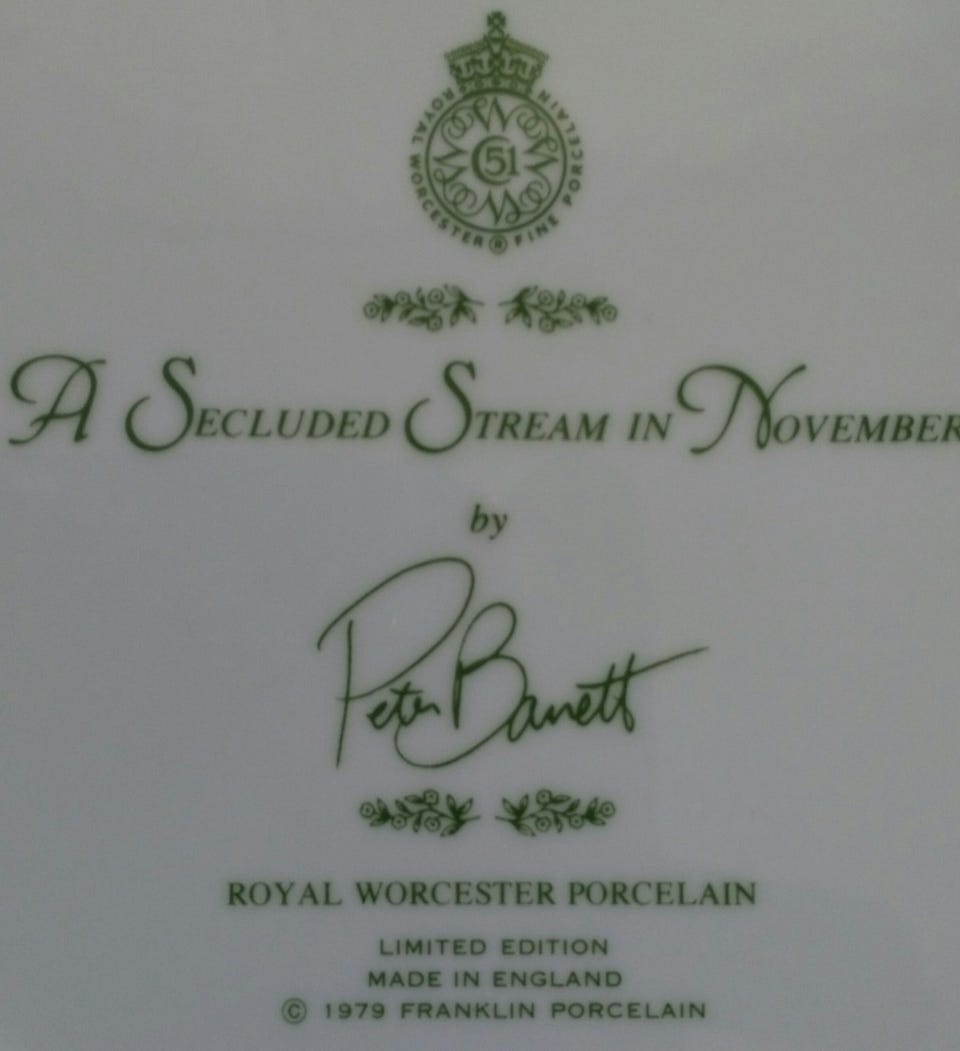 ROYAL WORCESTER ® FINE PORCELAIN
C 51
A SECLUDED STREAM IN NOVEMBER
by
Peter Barrett
ROYAL WORCESTER PORCELAIN
LIMITED EDITION
MADE IN ENGLAND
© 1979 FRANKLIN PORCELAIN